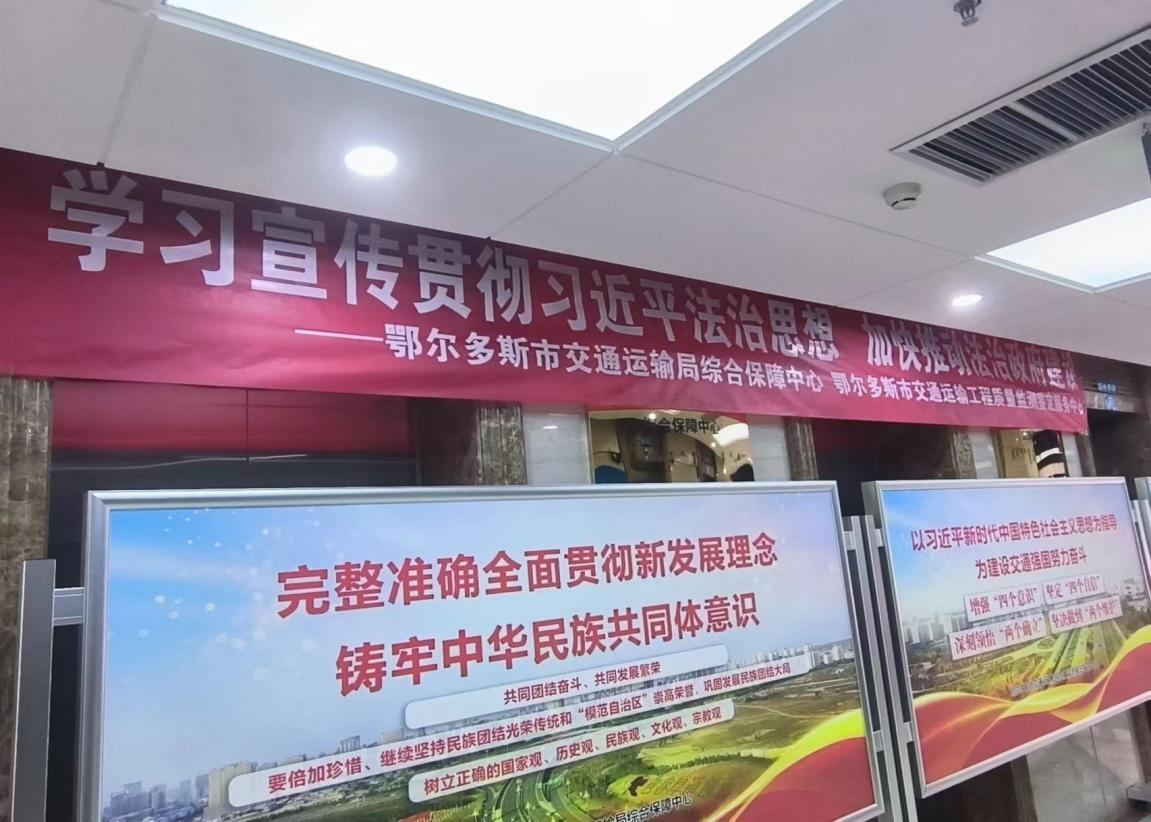 学习宣传贯彻习近平法治思想 加快推动法治政府建设
——鄂尔多斯市交通运输局综合保障中心 鄂尔多斯市交通运输工程质量监测鉴定服务中心
综合保障中心
完整准确全面贯彻新发展理念
铸牢中华民族共同体意识
共同团结奋斗、共同发展繁荣
要倍加珍惜、继续坚持民族团结光荣传统和“模范自治区”崇高荣誉,巩固发展民族团结大局
树立正确的国家观、历史观、民族观、文化观、宗教观
输局综合保障中心
以习近平新时代中国特色社会主义思想为指导
为建设交通强国努力奋斗
增强“四个意识” 坚定“四个自信”
深刻领悟“两个确立” 坚决做到“两个维护”